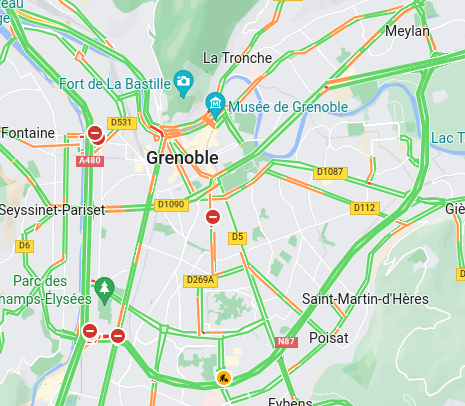 eau
ge
La Tronche
Meylan
Fort de La Bastille
Musée de Grenoble
D531
Fontaine
A480
Lac T
Grenoble
D1087
Seyssinet-Pariset
D1090
D112
Giè
D5
D6
D269A
Parc des
hamps-Élysées
Saint-Martin-d'Hères
N87
Poisat
Eybens